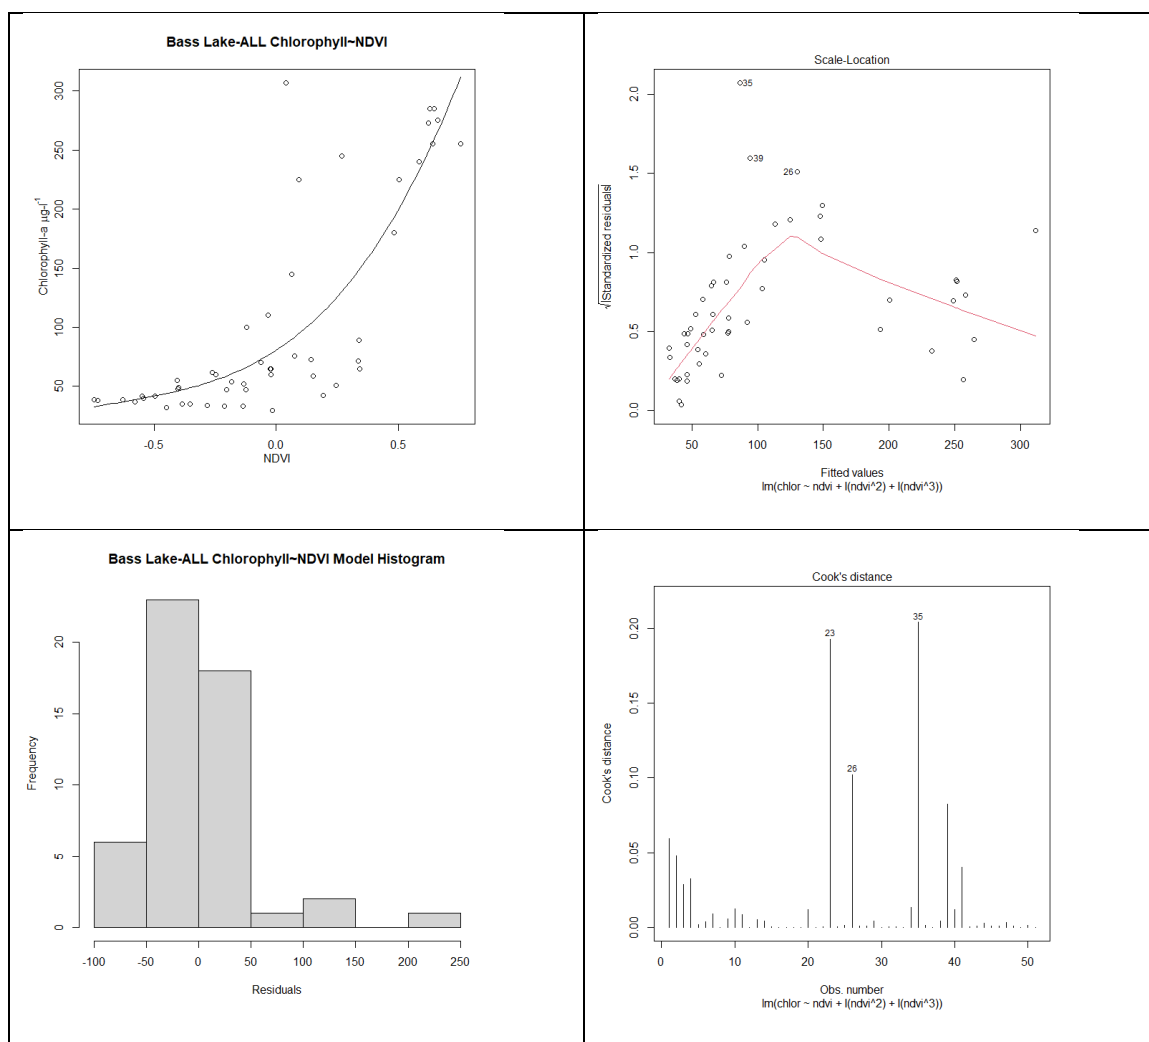 Bass Lake-ALL Chlorophyll~NDVI
300
250
200
150
100
50
Chlorophyll-a µg-l⁻¹
-0.5 0.0 0.5
NDVI
Scale-Location
2.0
1.5
1.0
0.5
0.0
√|Standardized residuals|
35
39
26
50 100 150 200 250 300
Fitted values
lm(chlor ~ ndvi + I(ndvi^2) + I(ndvi^3))
Bass Lake-ALL Chlorophyll~NDVI Model Histogram
20
15
10
5
0
Frequency
-100 -50 0 50 100 150 200 250
Residuals
Cook's distance
0.20
0.15
0.10
0.05
0.00
Cook's distance
23
35
26
0 10 20 30 40 50
Obs. number
lm(chlor ~ ndvi + I(ndvi^2) + I(ndvi^3))